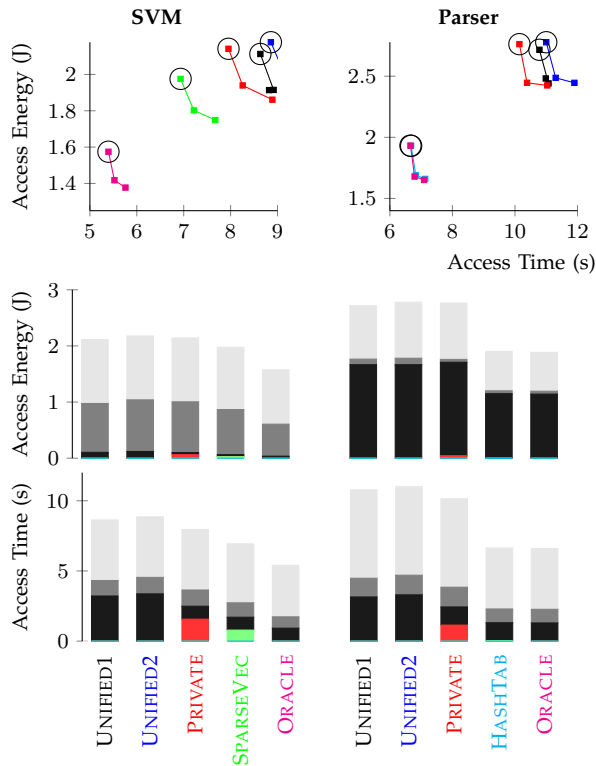 SVM Parser
Access Energy (J)
2
1.8
1.6
1.4
5 6 7 8 9
2.5
2
1.5
6 8 10 12
Access Time (s)
Access Energy (J)
3
2
1
0
Access Time (s)
10
5
0
UNIFIED1
UNIFIED2
PRIVATE
SPARSEVEC
ORACLE
UNIFIED1
UNIFIED2
PRIVATE
HASHTAB
ORACLE